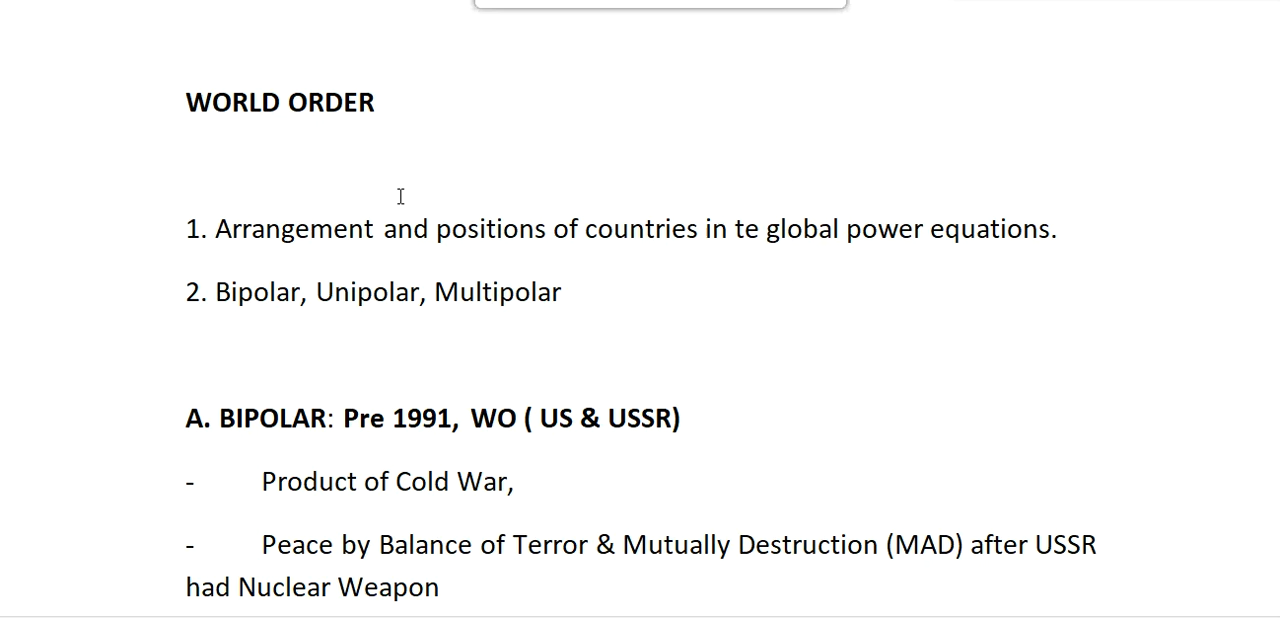 WORLD ORDER
1. Arrangement and positions of countries in te global power equations.
2. Bipolar, Unipolar, Multipolar
A. BIPOLAR: Pre 1991, WO ( US & USSR)
- Product of Cold War,
- Peace by Balance of Terror & Mutually Destruction (MAD) after USSR
had Nuclear Weapon